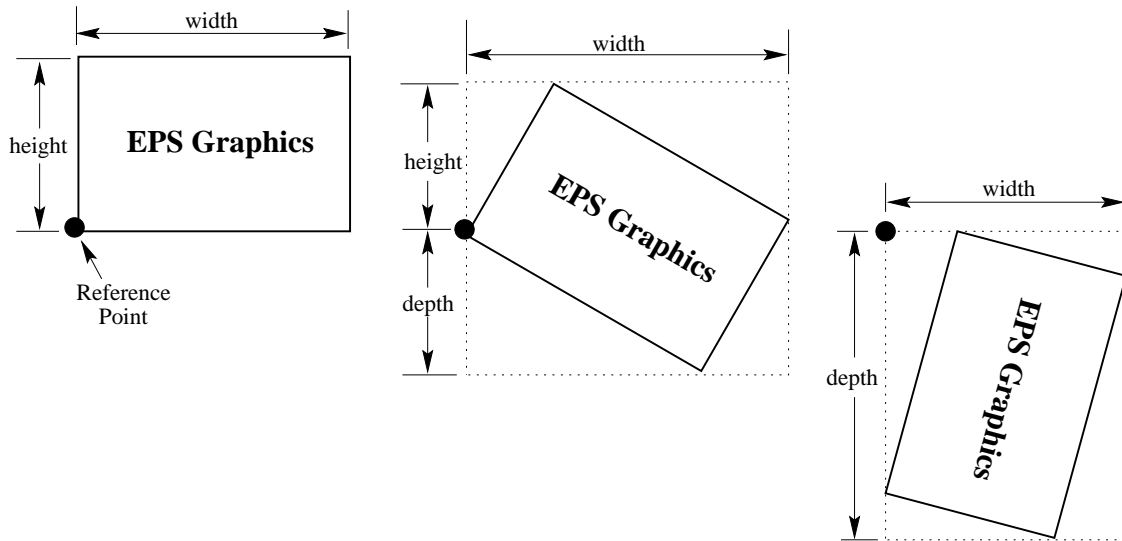 width
height
EPS Graphics
Reference
Point
width
height
EPS Graphics
depth
width
depth
EPS Graphics